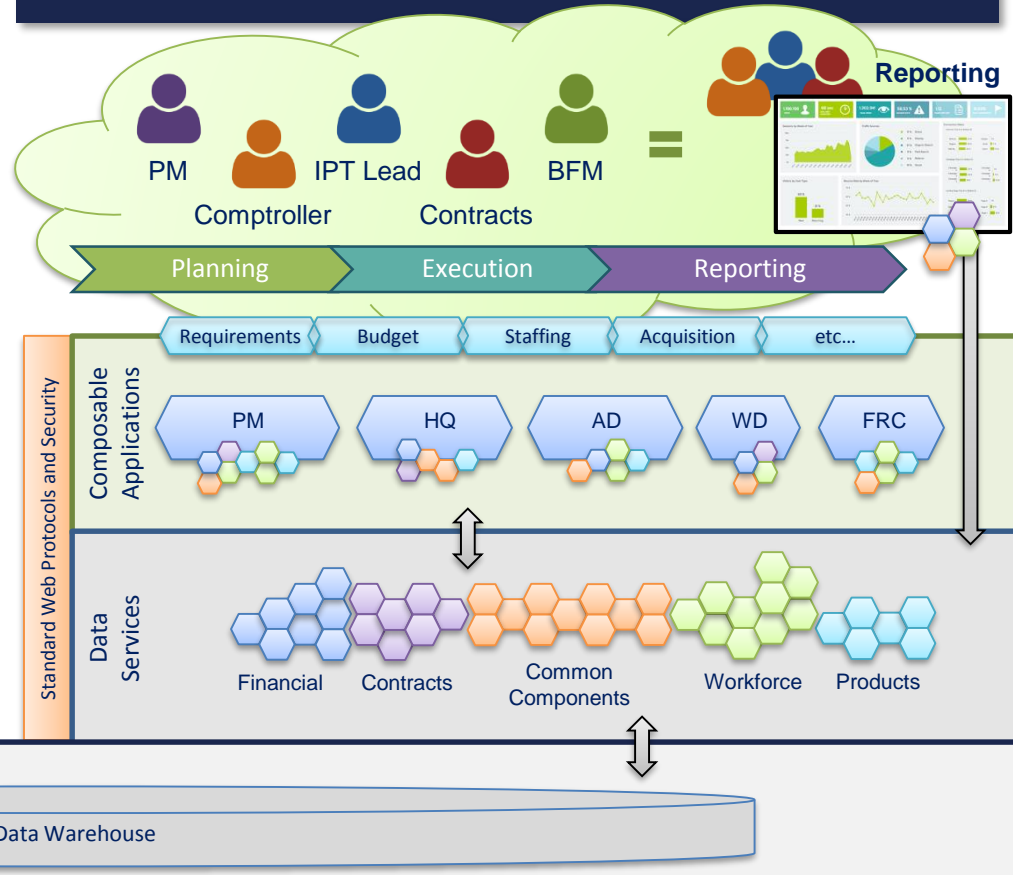 Reporting
PM
IPT Lead
BFM
Comptroller
Contracts
Planning
Execution
Reporting
Requirements
Budget
Staffing
Acquisition
etc...
Standard Web Protocols and Security
Composable
Applications
PM
HQ
AD
WD
FRC
Data
Services
Financial
Contracts
Common
Components
Workforce
Products
Data Warehouse